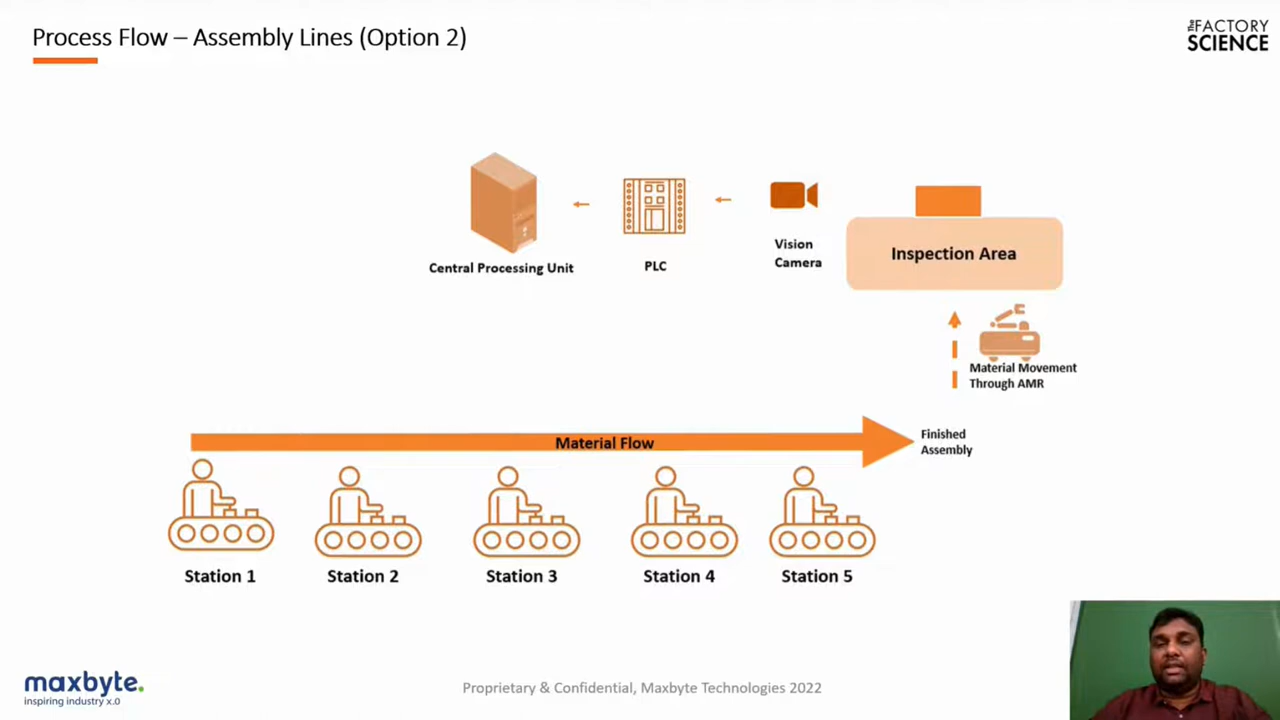 Process Flow – Assembly Lines (Option 2)
the FACTORY
SCIENCE
Central Processing Unit
PLC
Vision
Camera
Inspection Area
Material Movement
Through AMR
Material Flow
Finished
Assembly
Station 1
Station 2
Station 3
Station 4
Station 5
maxbyte.
inspiring industry x.0
Proprietary & Confidential, Maxbyte Technologies 2022